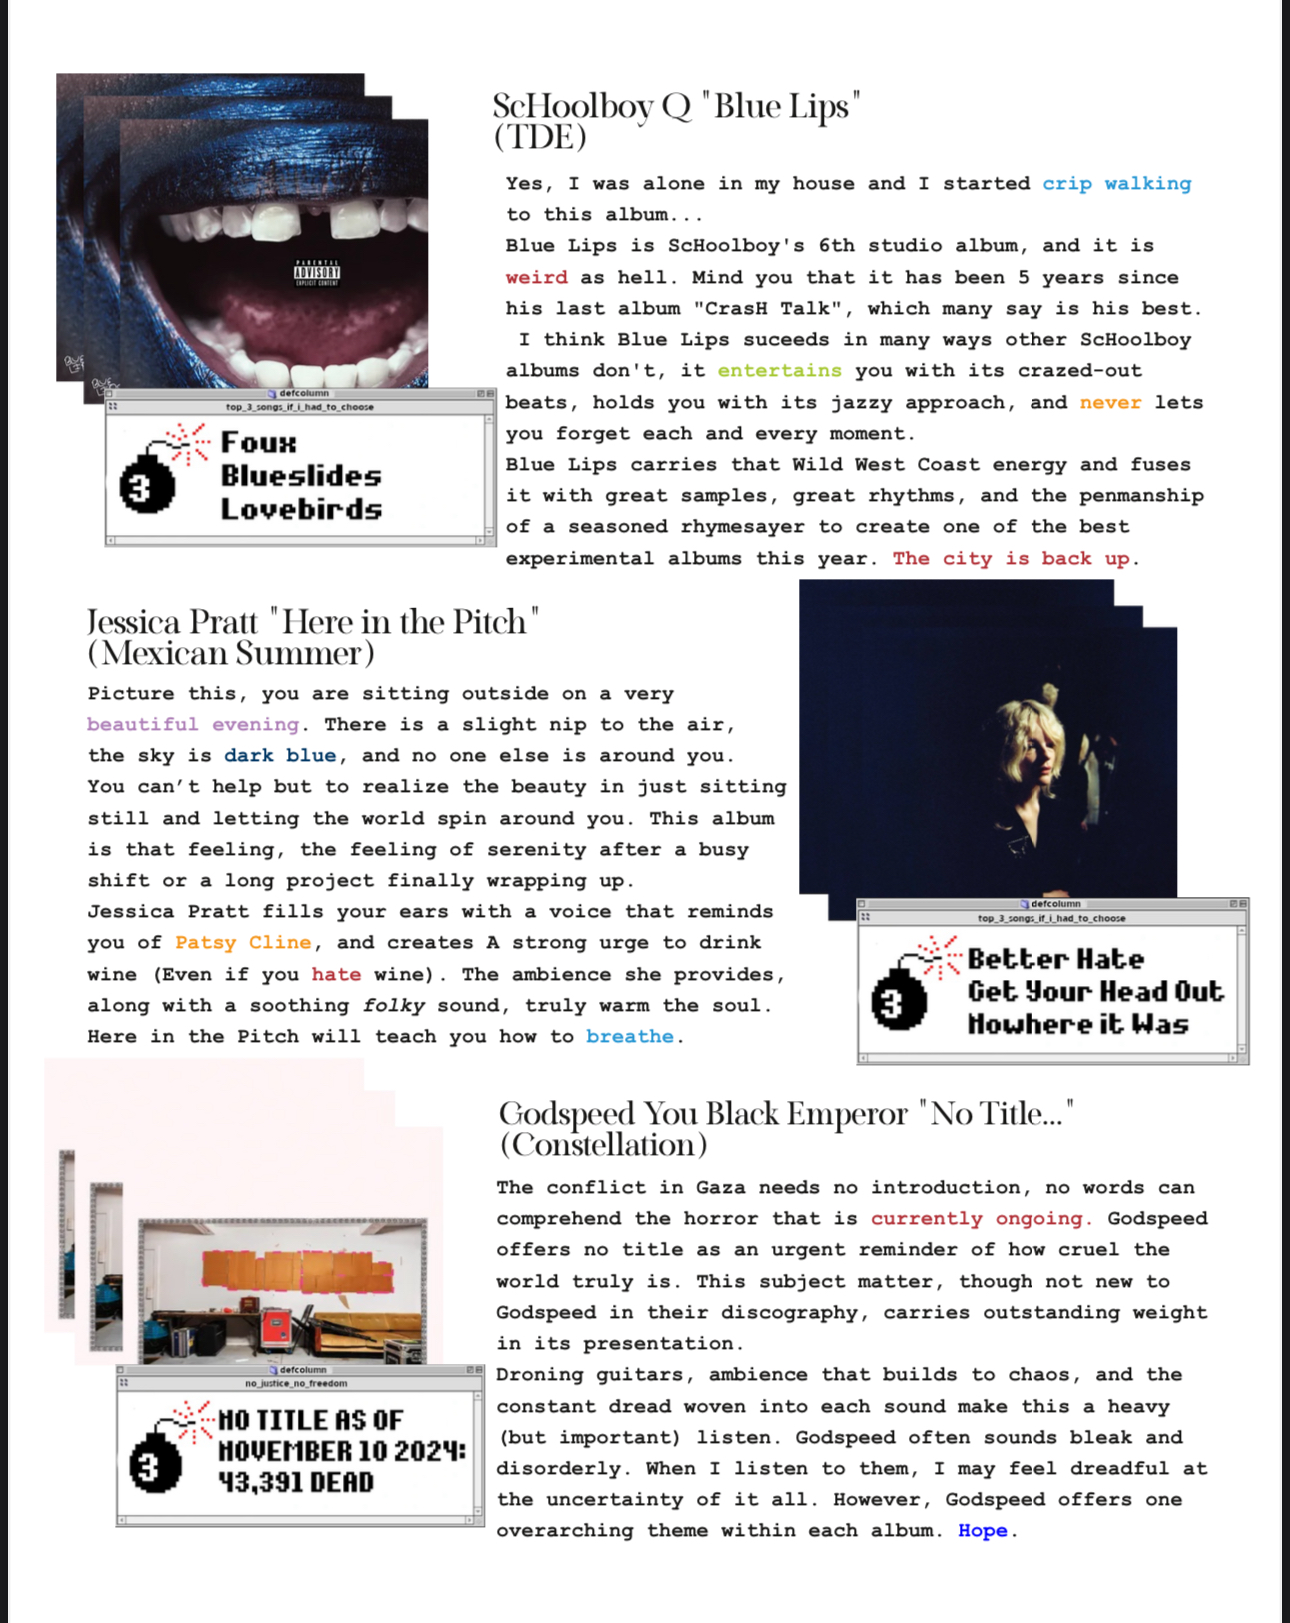 ScHoolboy Q "Blue Lips"
(TDE)
Yes, I was alone in my house and I started crip walking
to this album...
Blue Lips is ScHoolboy's 6th studio album, and it is
weird as hell. Mind you that it has been 5 years since
his last album "CrasH Talk", which many say is his best.
I think Blue Lips suceeds in many ways other ScHoolboy
albums don't, it entertains you with its crazed-out
beats, holds you with its jazzy approach, and never lets
you forget each and every moment.
Blue Lips carries that Wild West Coast energy and fuses
it with great samples, great rhythms, and the penmanship
of a seasoned rhymesayer to create one of the best
experimental albums this year. The city is back up.
PARENTAL
ADVISORY
EXPLICIT CONTENT
defcolumn
top_3_songs_if_i_had_to_choose
3
Foux
Blueslides
Lovebirds
Jessica Pratt "Here in the Pitch"
(Mexican Summer)
Picture this, you are sitting outside on a very
beautiful evening. There is a slight nip to the air,
the sky is dark blue, and no one else is around you.
You can’t help but to realize the beauty in just sitting
still and letting the world spin around you. This album
is that feeling, the feeling of serenity after a busy
shift or a long project finally wrapping up.
Jessica Pratt fills your ears with a voice that reminds
you of Patsy Cline, and creates A strong urge to drink
wine (Even if you hate wine). The ambience she provides,
along with a soothing folky sound, truly warm the soul.
Here in the Pitch will teach you how to breathe.
defcolumn
top_3_songs_if_i_had_to_choose
3
Better Hate
Get Your Head Out
Nowhere it Was
Godspeed You Black Emperor "No Title..."
(Constellation)
The conflict in Gaza needs no introduction, no words can
comprehend the horror that is currently ongoing. Godspeed
offers no title as an urgent reminder of how cruel the
world truly is. This subject matter, though not new to
Godspeed in their discography, carries outstanding weight
in its presentation.
Droning guitars, ambience that builds to chaos, and the
constant dread woven into each sound make this a heavy
(but important) listen. Godspeed often sounds bleak and
disorderly. When I listen to them, I may feel dreadful at
the uncertainty of it all. However, Godspeed offers one
overarching theme within each album. Hope.
defcolumn
no_justice_no_freedom
3
NO TITLE AS OF
NOVEMBER 10 2024:
43,391 DEAD